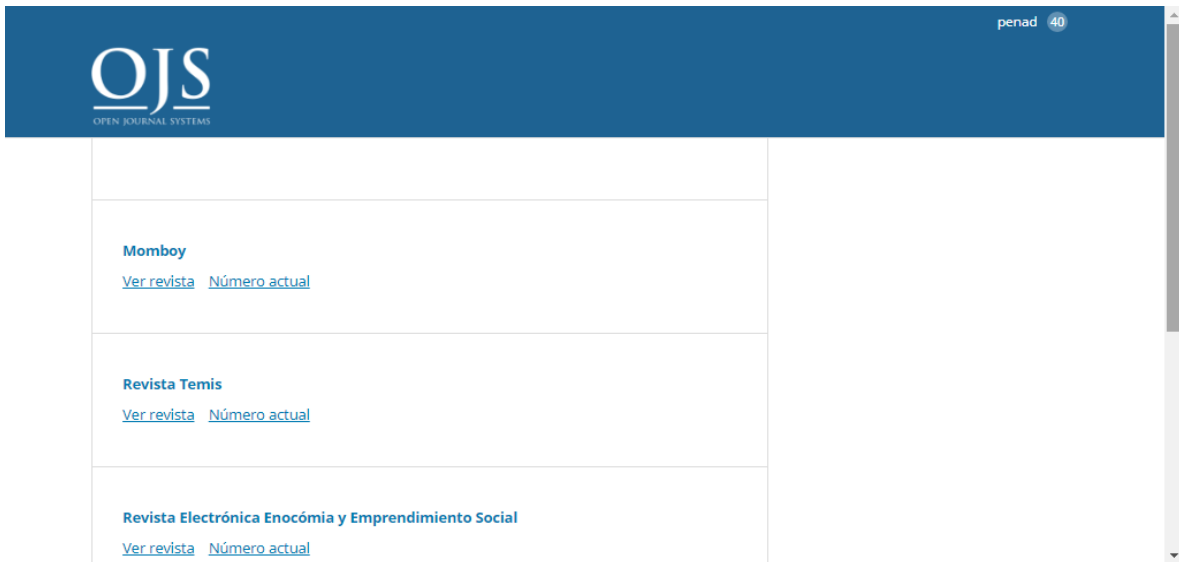 penad 40
OJS
OPEN JOURNAL SYSTEMS
Momboy
Ver revista Número actual
Revista Temis
Ver revista Número actual
Revista Electrónica Enocómia y Emprendimiento Social
Ver revista Número actual